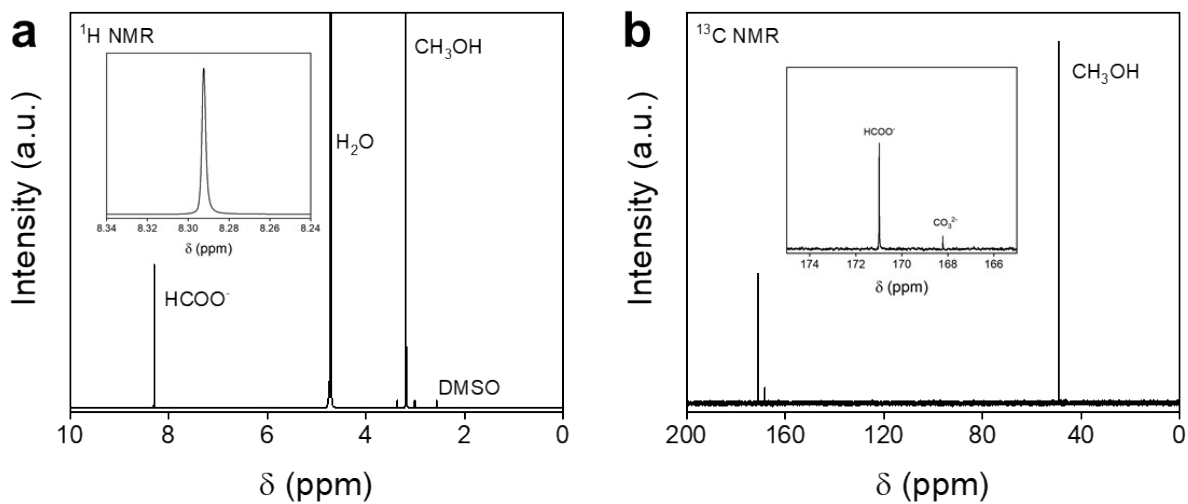 a
¹H NMR
CH₃OH
H₂O
HCOO⁻
DMSO
Intensity (a.u.)
10 8 6 4 2 0
δ (ppm)
8.34 8.32 8.30 8.28 8.26 8.24
δ (ppm)
b
¹³C NMR
CH₃OH
HCOO⁻
CO₃²⁻
174 172 170 168 166
δ (ppm)
Intensity (a.u.)
200 160 120 80 40 0
δ (ppm)